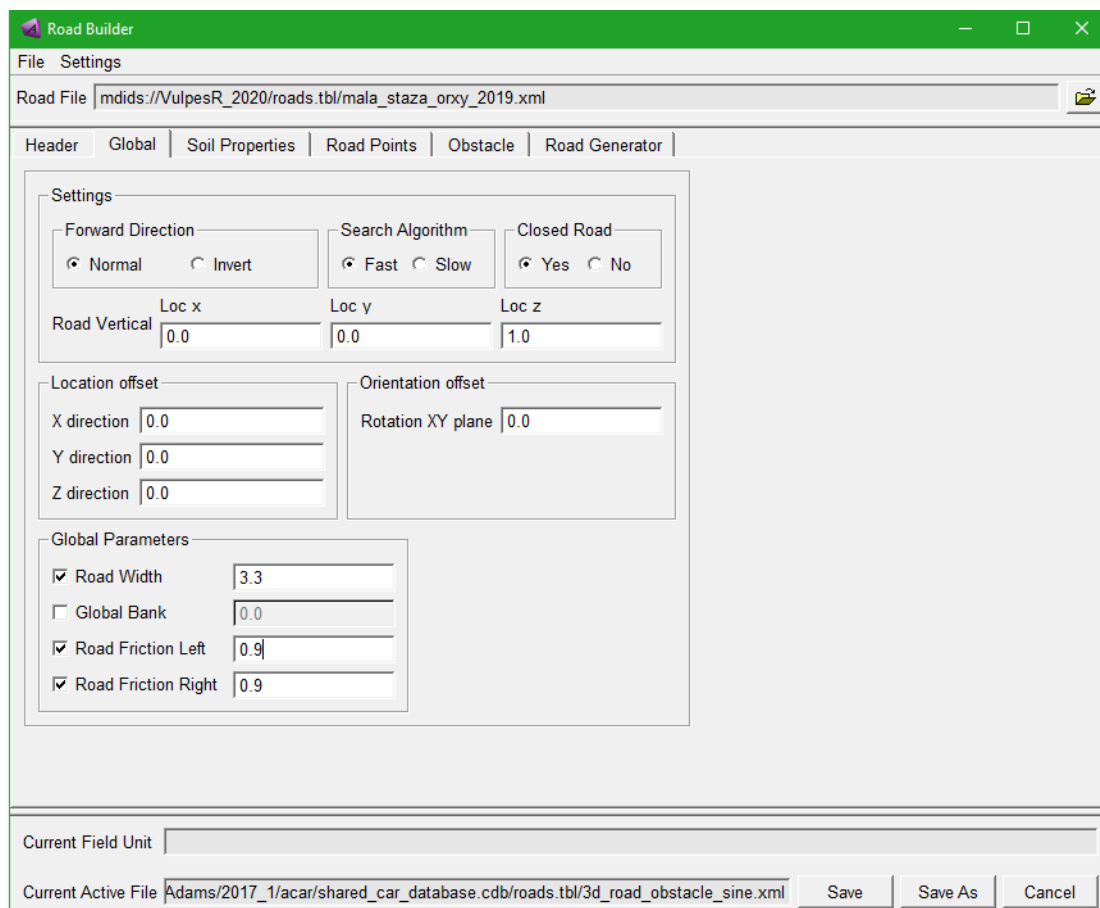 Road Builder
File Settings
Road File mdids://VulpesR_2020/roads.tbl/mala_staza_orxy_2019.xml
Header Global Soil Properties Road Points Obstacle Road Generator
Settings
Forward Direction Search Algorithm Closed Road
Normal Invert Fast Slow Yes No
Loc x Loc y Loc z
Road Vertical 0.0 0.0 1.0
Location offset Orientation offset
X direction 0.0 Rotation XY plane 0.0
Y direction 0.0
Z direction 0.0
Global Parameters
Road Width 3.3
Global Bank 0.0
Road Friction Left 0.9
Road Friction Right 0.9
Current Field Unit
Current Active File Adams/2017_1/acar/shared_car_database.cdb/roads.tbl/3d_road_obstacle_sine.xml Save Save As Cancel